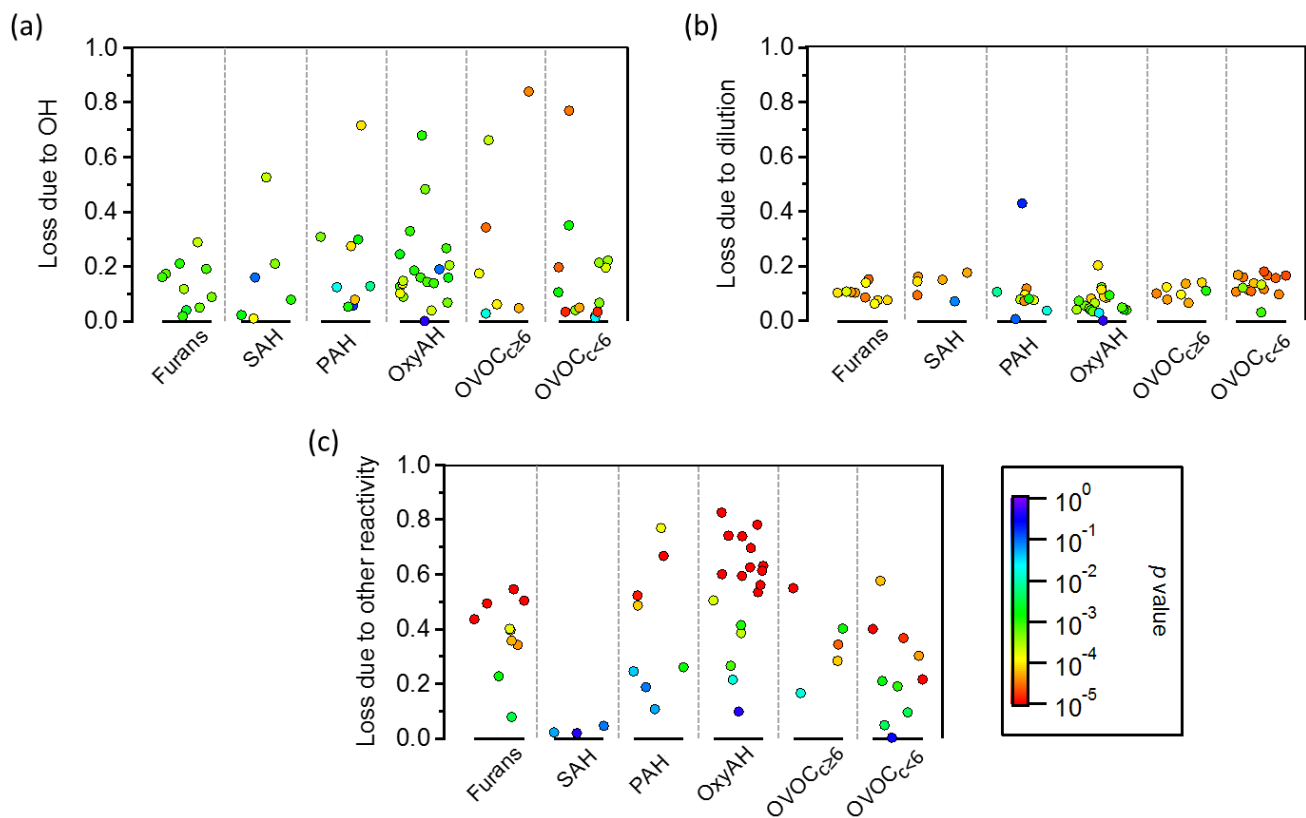 (a)
Loss due to OH
1.0
0.8
0.6
0.4
0.2
0.0
Furans
SAH
PAH
OxyAH
OVOCC≥6
OVOCC<6
(b)
Loss due to dilution
1.0
0.8
0.6
0.4
0.2
0.0
Furans
SAH
PAH
OxyAH
OVOCC≥6
OVOCC<6
(c)
Loss due to other reactivity
1.0
0.8
0.6
0.4
0.2
0.0
Furans
SAH
PAH
OxyAH
OVOCC≥6
OVOCC<6
10^0
10^-1
10^-2
10^-3
10^-4
10^-5
p value